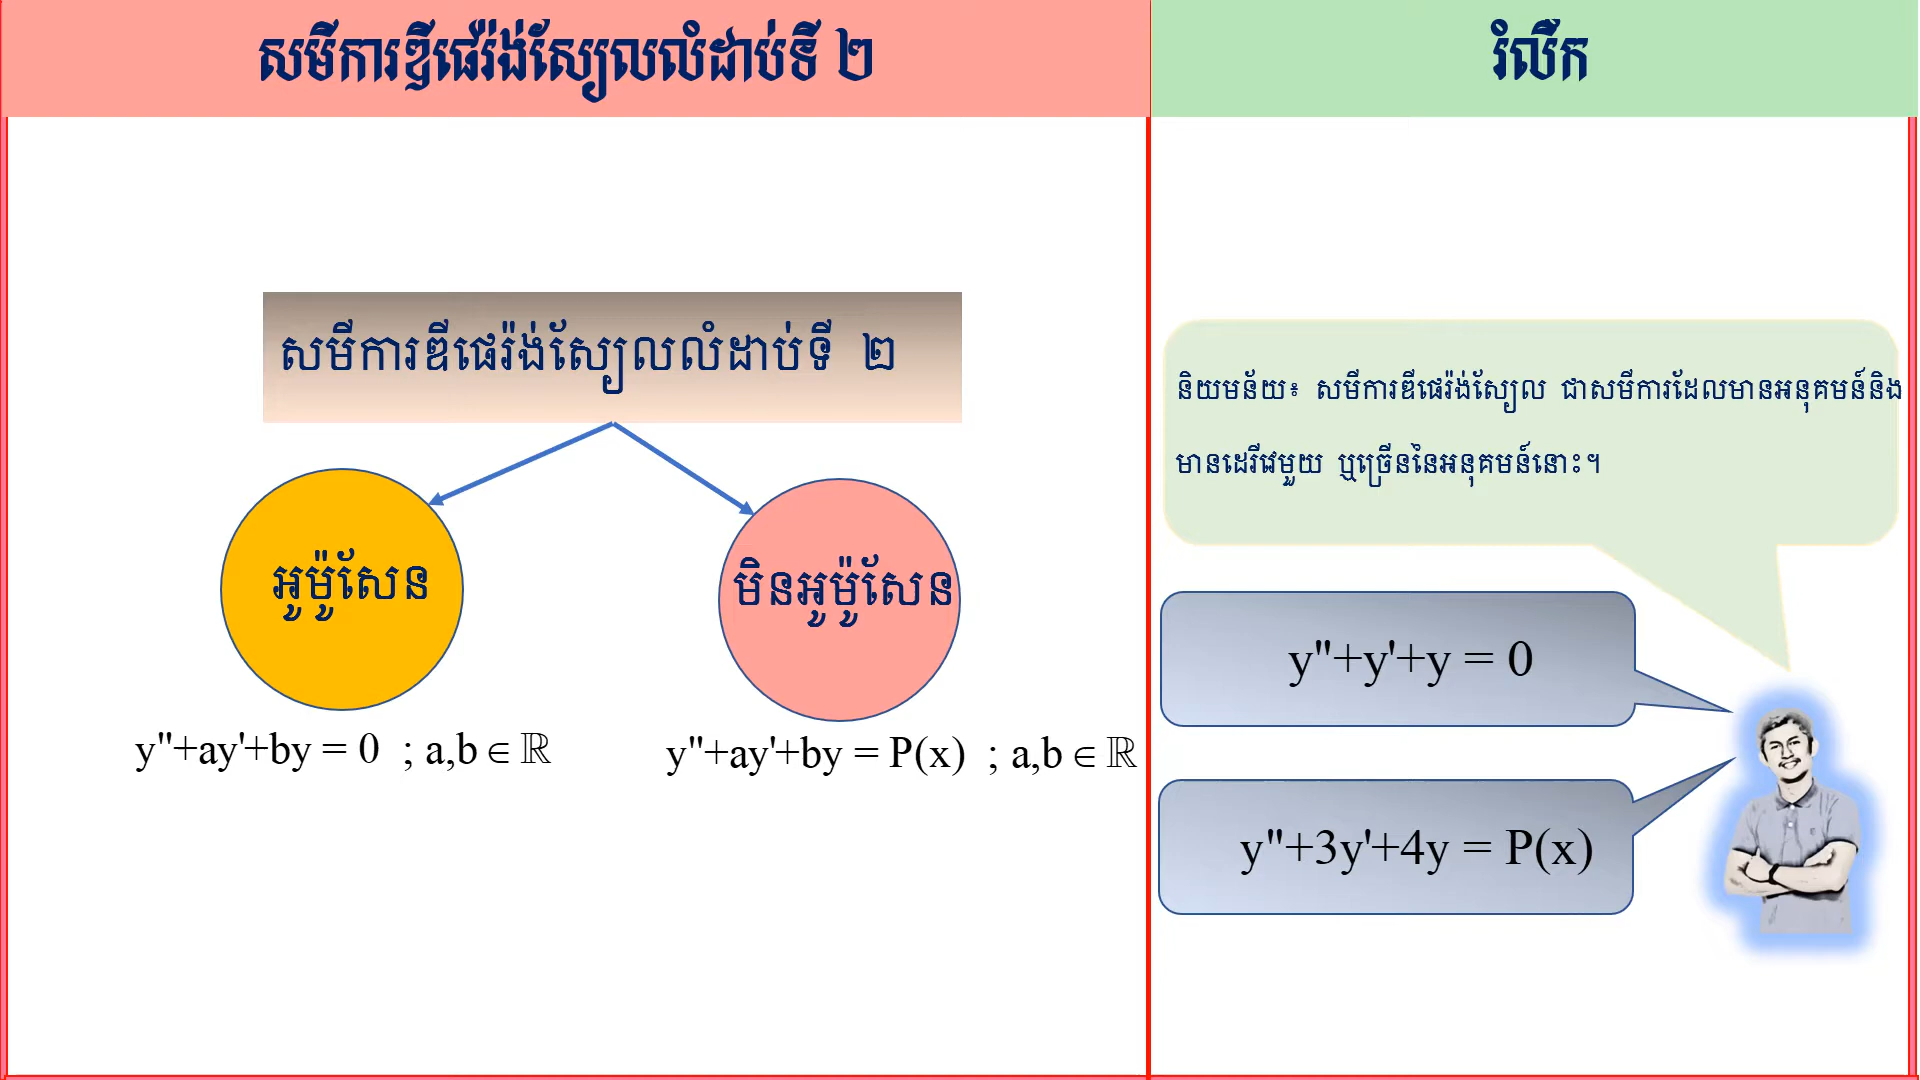 សមីការឌីផេរ៉ង់ស្យែលលំដាប់ទី ២
រំលឹក
សមីការឌីផេរ៉ង់ស្យែលលំដាប់ទី ២
អូម៉ូសែន
មិនអូម៉ូសែន
y"+ay'+by = 0 ; a,b ∈ ℝ
y"+ay'+by = P(x) ; a,b ∈ ℝ
និយមន័យ៖ សមីការឌីផេរ៉ង់ស្យែល ជាសមីការដែលមានអនុគមន៍និង
មានដេរីវេមួយ ឬច្រើននៃអនុគមន៍នោះ។
y"+y'+y = 0
y"+3y'+4y = P(x)